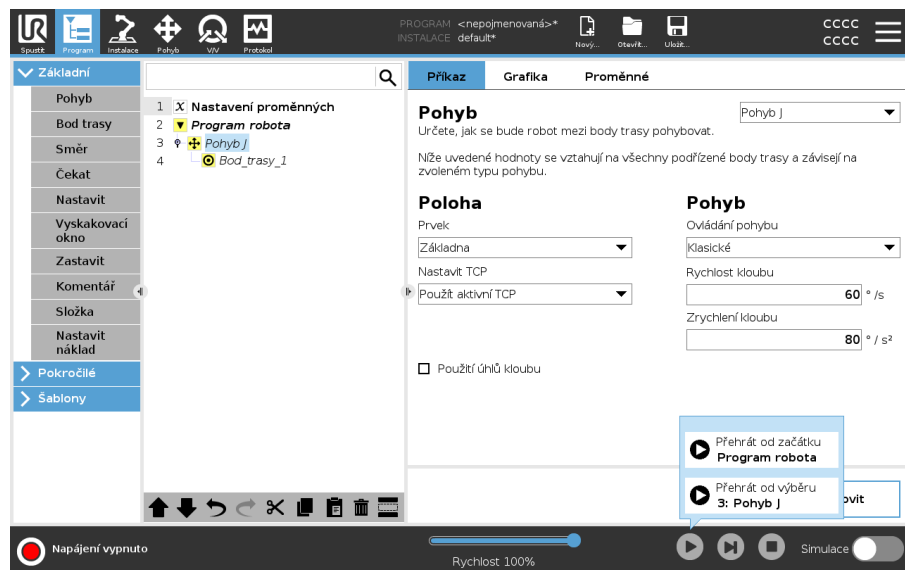 UR
PROGRAM <nepojmenovaná>*
INSTALACE default*
Spustit Program Instalace Pohyb V/V Protokol
Nový... Otevřít... Uložit...
CCCC
CCCC
Základní
Pohyb
Bod trasy
Směr
Čekat
Nastavit
Vyskakovací
okno
Zastavit
Komentář
Složka
Nastavit
náklad
Pokročilé
Šablony
1 X Nastavení proměnných
2 Program robota
3 Pohyb J
4 Bod_trasy_1
Příkaz Grafika Proměnné
Pohyb
Pohyb J
Určete, jak se bude robot mezi body trasy pohybovat.
Níže uvedené hodnoty se vztahují na všechny podřízené body trasy a závisejí na
zvoleném typu pohybu.
Poloha
Prvek
Základna
Nastavit TCP
Použít aktivní TCP
Použití úhlů kloubu
Pohyb
Ovládání pohybu
Klasické
Rychlost kloubu
60 ° /s
Zrychlení kloubu
80 ° / s²
Přehrát od začátku
Program robota
Přehrát od výběru
3: Pohyb J
ovit
Napájení vypnuto
Rychlost 100%
Simulace